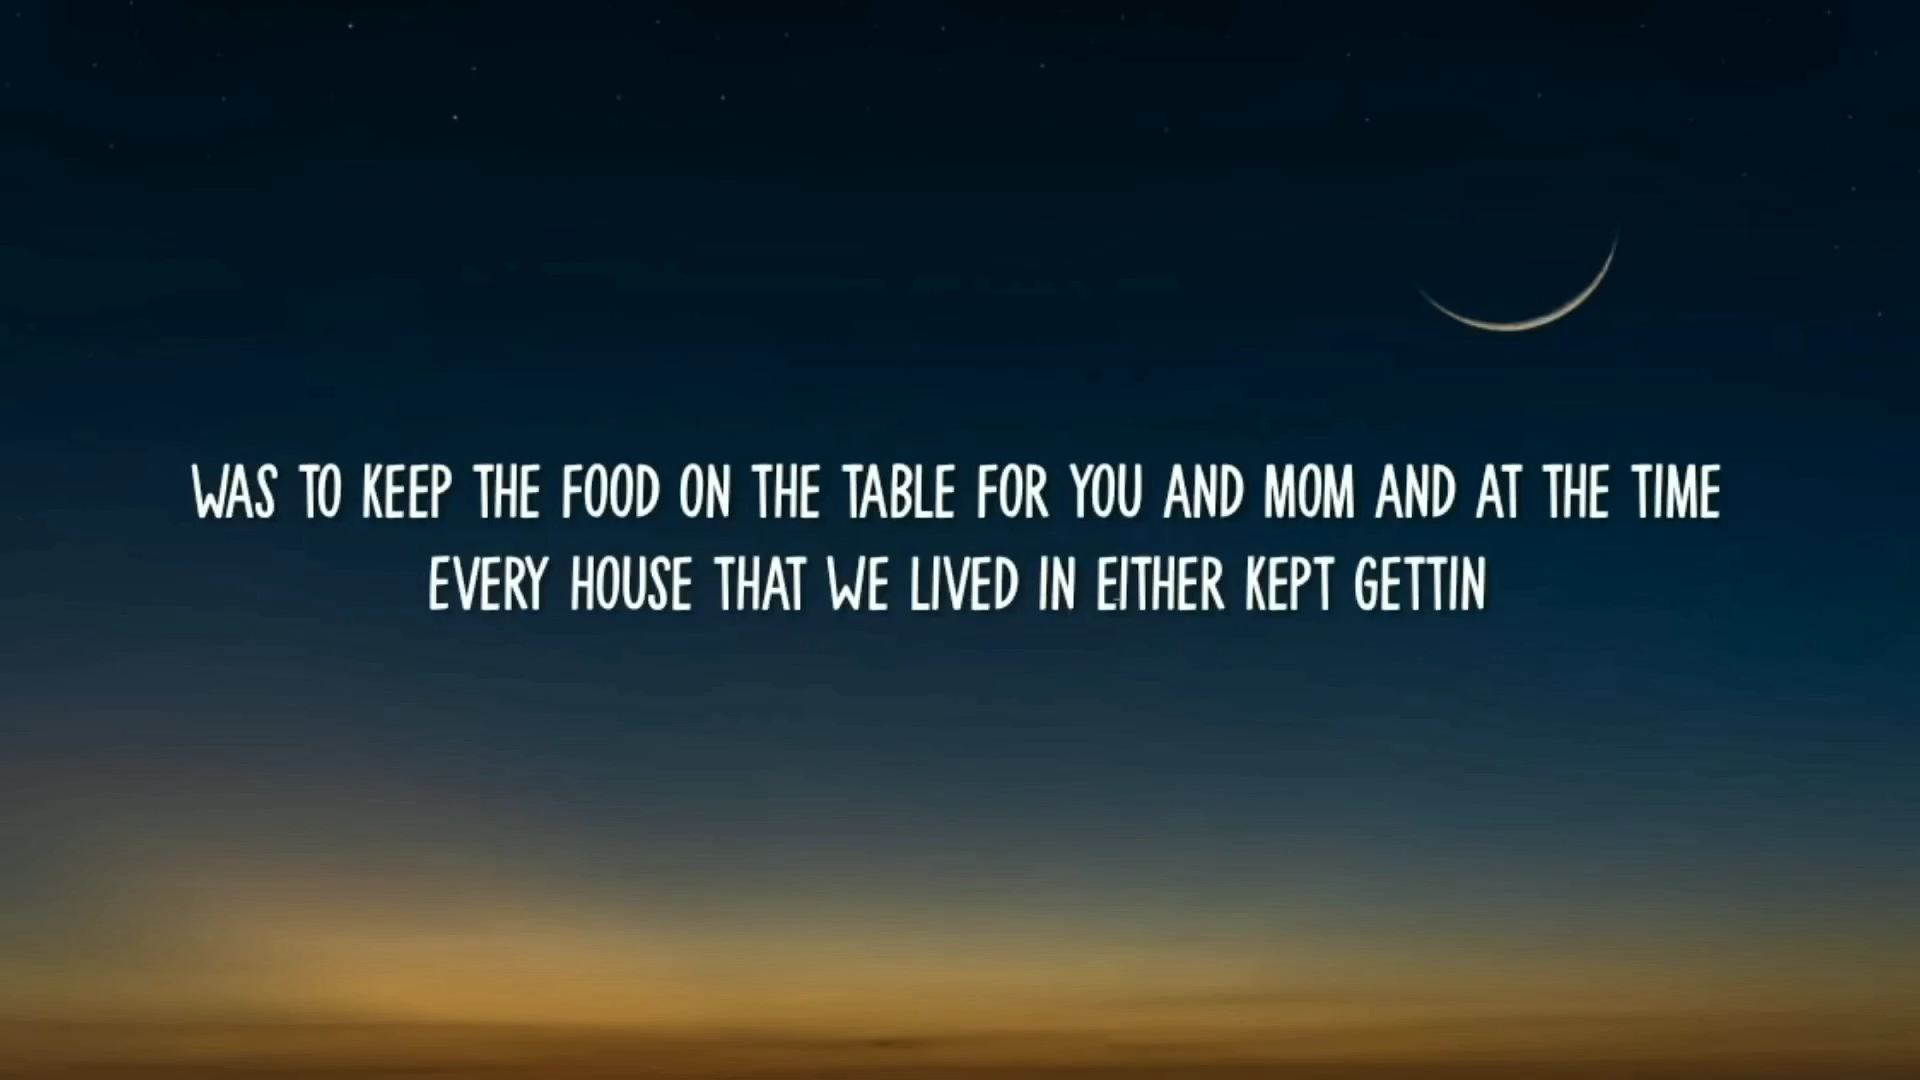 WAS TO KEEP THE FOOD ON THE TABLE FOR YOU AND MOM AND AT THE TIME
EVERY HOUSE THAT WE LIVED IN EITHER KEPT GETTIN